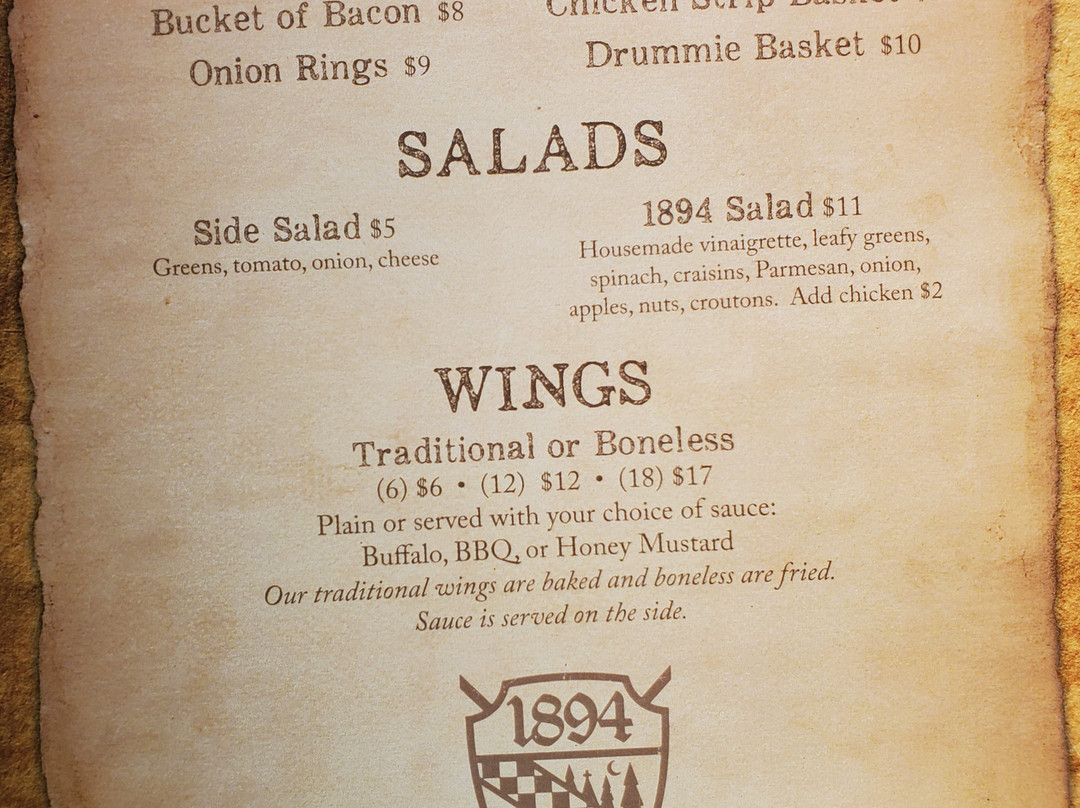 Bucket of Bacon $8
Chicken Strip Basket
Onion Rings $9
Drummie Basket $10
SALADS
Side Salad $5
Greens, tomato, onion, cheese
1894 Salad $11
Housemade vinaigrette, leafy greens,
spinach, craisins, Parmesan, onion,
apples, nuts, croutons. Add chicken $2
WINGS
Traditional or Boneless
(6) $6 • (12) $12 • (18) $17
Plain or served with your choice of sauce:
Buffalo, BBQ, or Honey Mustard
Our traditional wings are baked and boneless are fried.
Sauce is served on the side.
1894